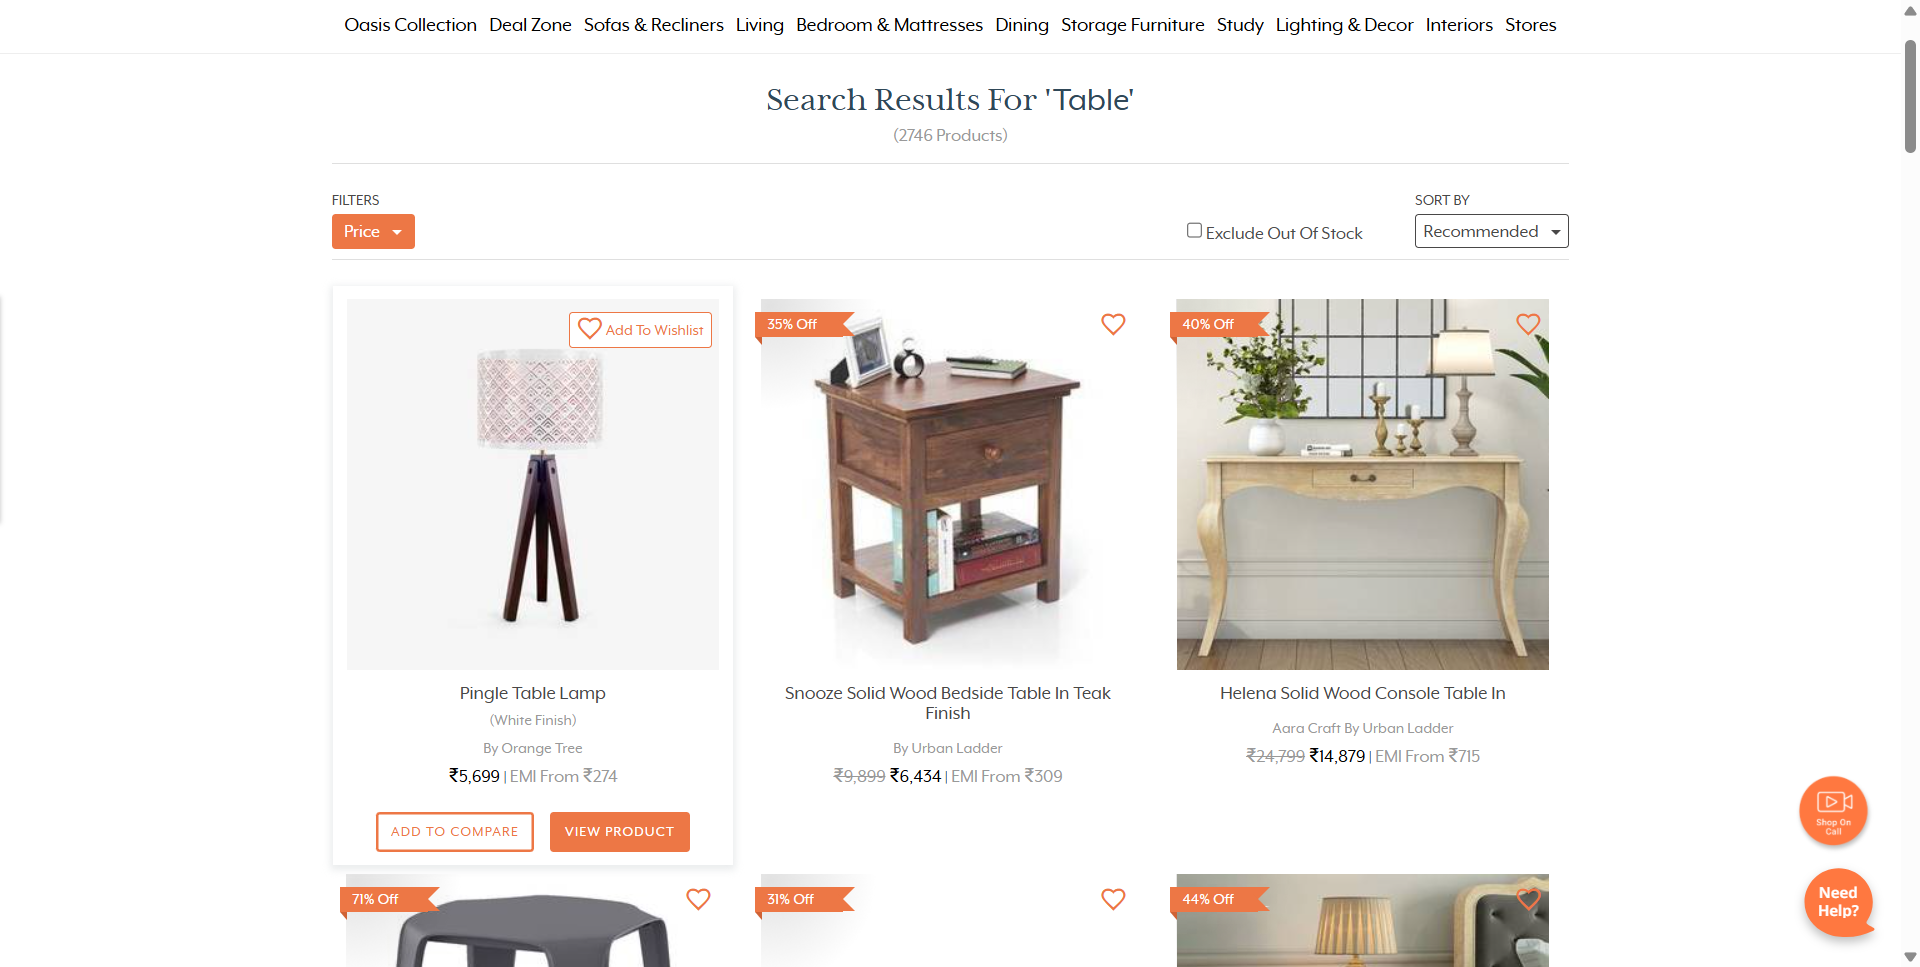 Oasis Collection Deal Zone Sofas & Recliners Living Bedroom & Mattresses Dining Storage Furniture Study Lighting & Decor Interiors Stores
Search Results For 'Table'
(2746 Products)
FILTERS
Price
Exclude Out Of Stock
SORT BY
Recommended
Add To Wishlist
35% Off
40% Off
Pingle Table Lamp
(White Finish)
By Orange Tree
₹5,699 | EMI From ₹274
ADD TO COMPARE
VIEW PRODUCT
Snooze Solid Wood Bedside Table In Teak
Finish
By Urban Ladder
₹9,899 ₹6,434 | EMI From ₹309
Helena Solid Wood Console Table In
Aara Craft By Urban Ladder
₹24,799 ₹14,879 | EMI From ₹715
71% Off
31% Off
44% Off
Shop On
Call
Need
Help?